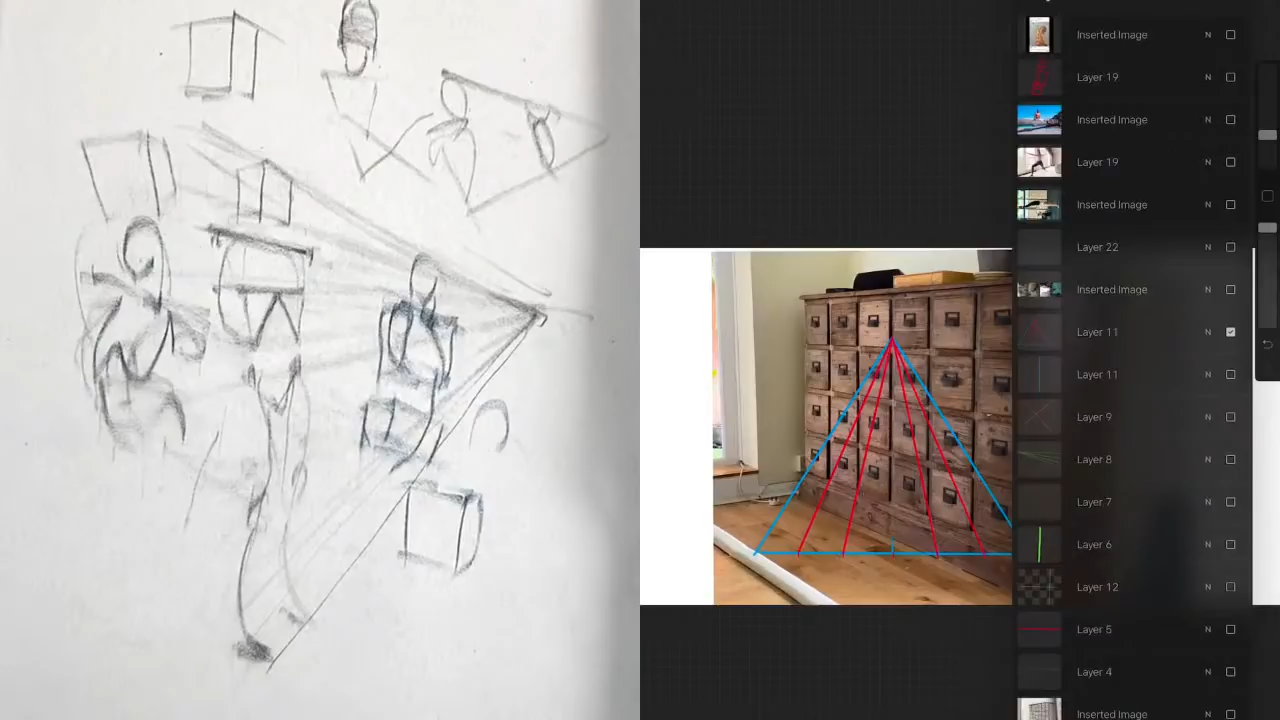 Inserted Image N
Layer 19 N
Inserted Image N
Layer 19 N
Inserted Image N
Layer 22 N
Inserted Image N
Layer 11 N
Layer 11 N
Layer 9 N
Layer 8 N
Layer 7 N
Layer 6 N
Layer 12 N
Layer 5 N
Layer 4 N
Inserted Image N